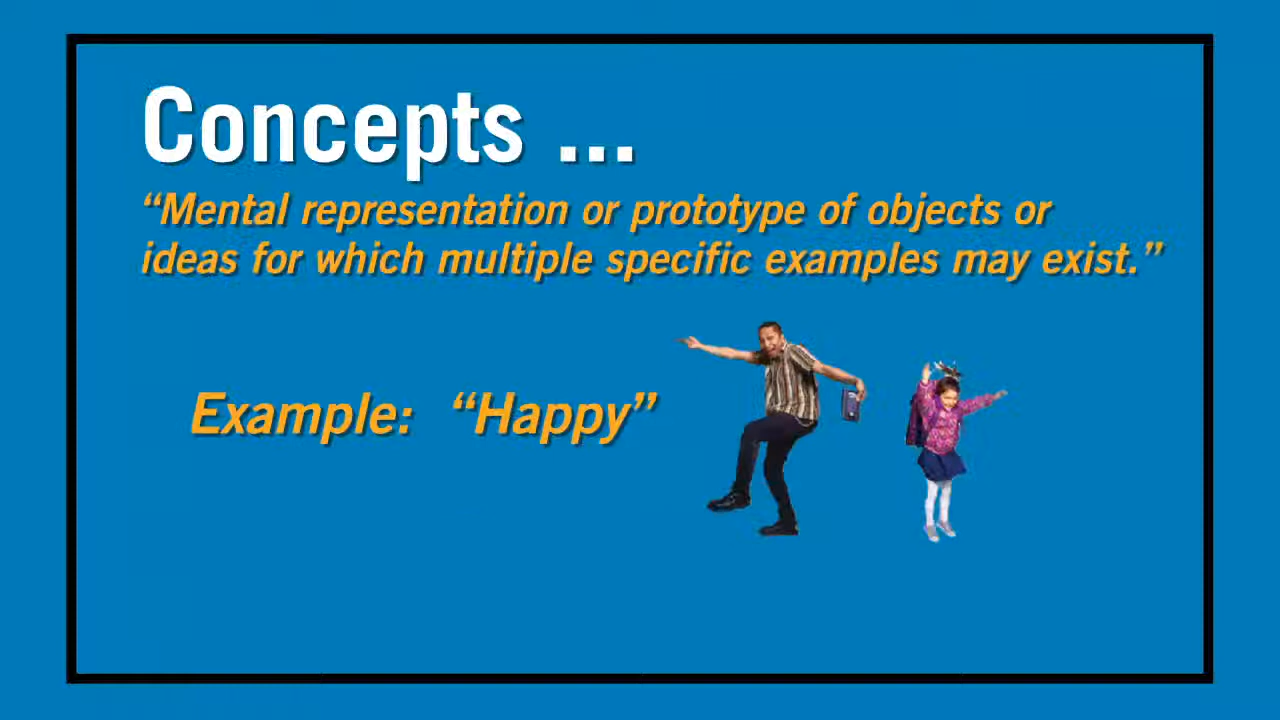 Concepts ...
“Mental representation or prototype of objects or
ideas for which multiple specific examples may exist.”
Example: “Happy”